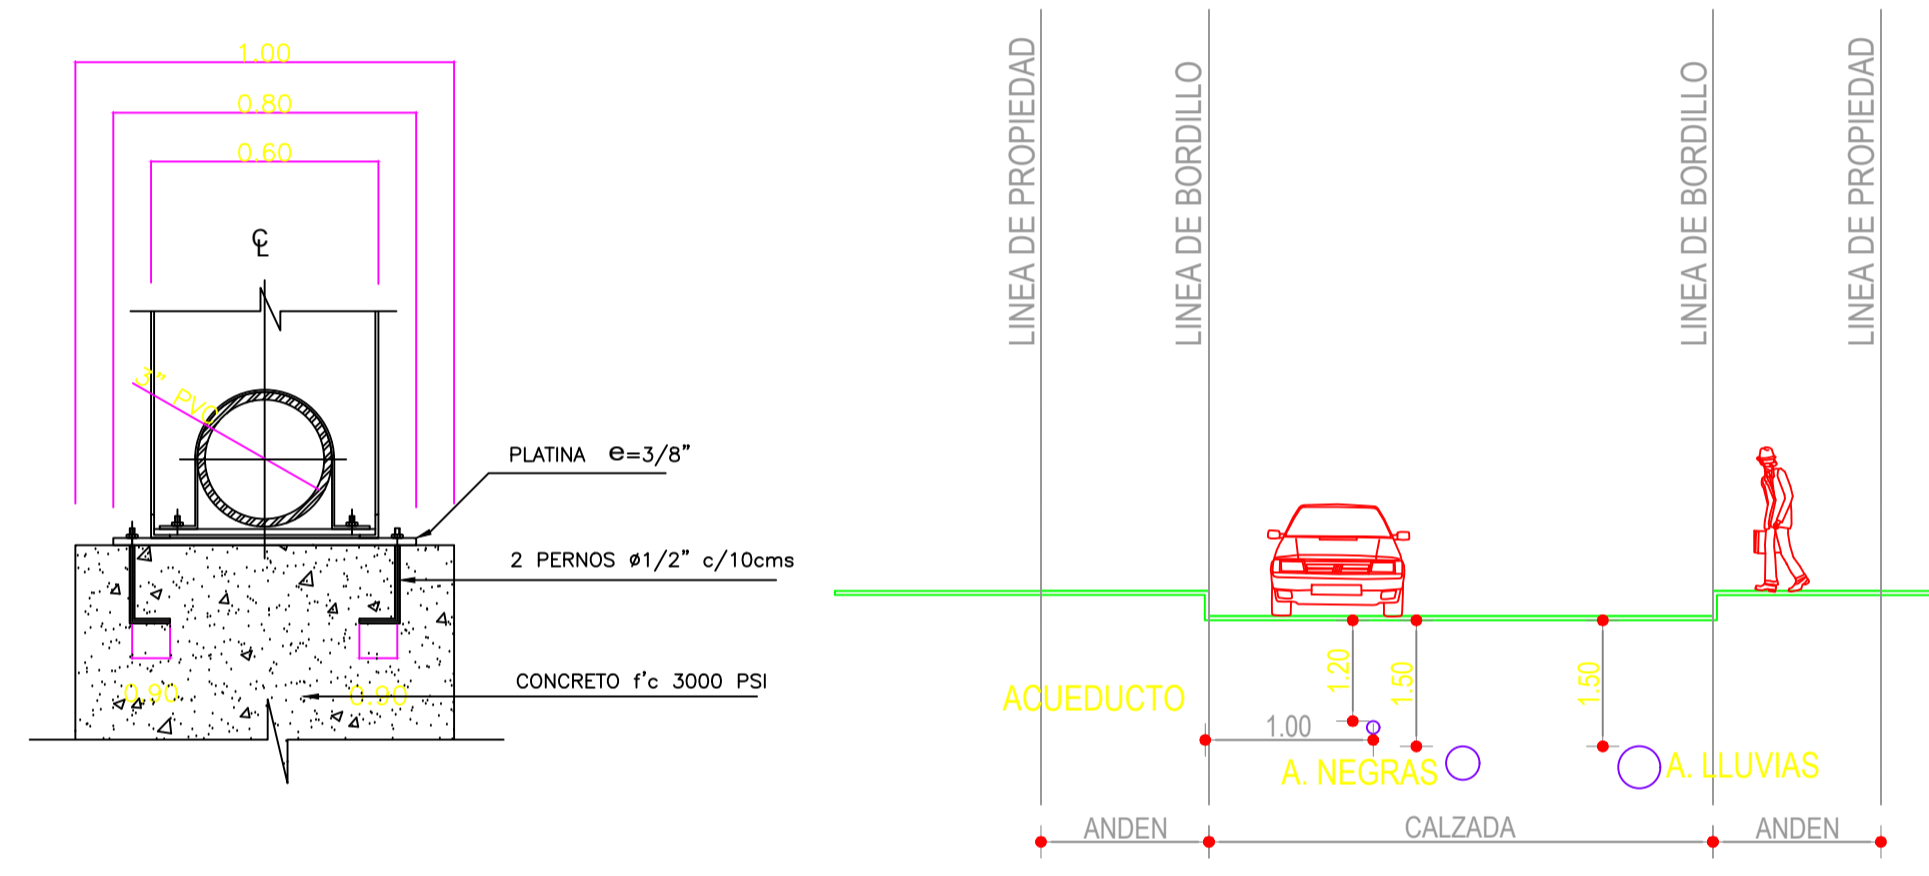 1.00
0.80
0.60
℄
3" PVC
PLATINA e=3/8"
2 PERNOS ø1/2" c/10cms
CONCRETO f'c 3000 PSI
0.90
0.90
LINEA DE PROPIEDAD
LINEA DE BORDILLO
LINEA DE BORDILLO
LINEA DE PROPIEDAD
1.20
1.50
1.50
ACUEDUCTO
1.00
A. NEGRAS
A. LLUVIAS
ANDEN
CALZADA
ANDEN